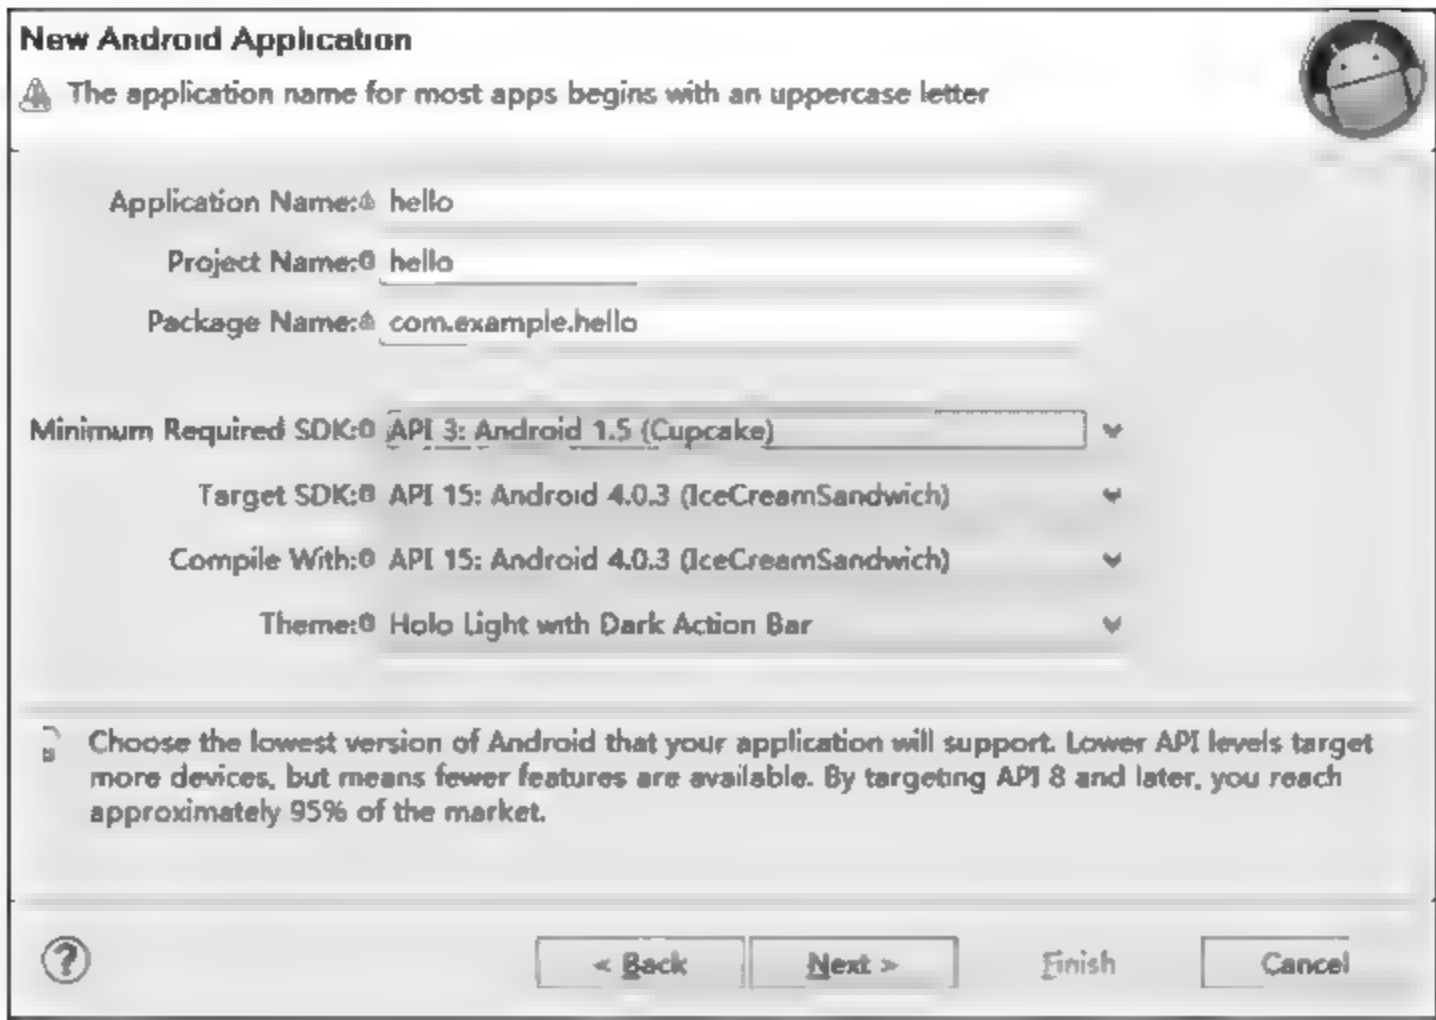 New Android Application
The application name for most apps begins with an uppercase letter
Application Name: hello
Project Name: hello
Package Name: com.example.hello
Minimum Required SDK: API 3: Android 1.5 (Cupcake)
Target SDK: API 15: Android 4.0.3 (IceCreamSandwich)
Compile With: API 15: Android 4.0.3 (IceCreamSandwich)
Theme: Holo Light with Dark Action Bar
Choose the lowest version of Android that your application will support. Lower API levels target
more devices, but means fewer features are available. By targeting API 8 and later, you reach
approximately 95% of the market.
? < Back Next > Finish Cancel